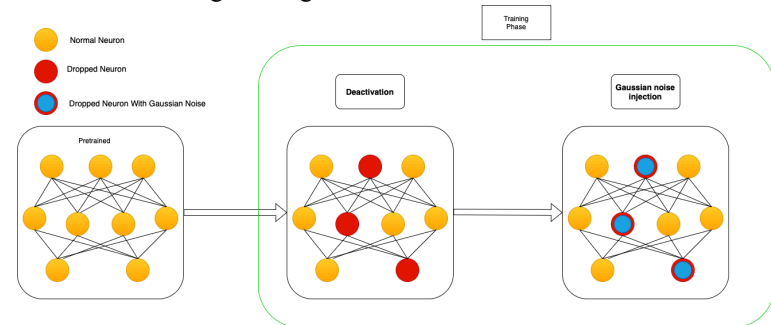 Training
Phase
Normal Neuron
Dropped Neuron
Dropped Neuron With Gaussian Noise
Deactivation
Gaussian noise
injection
Pretrained